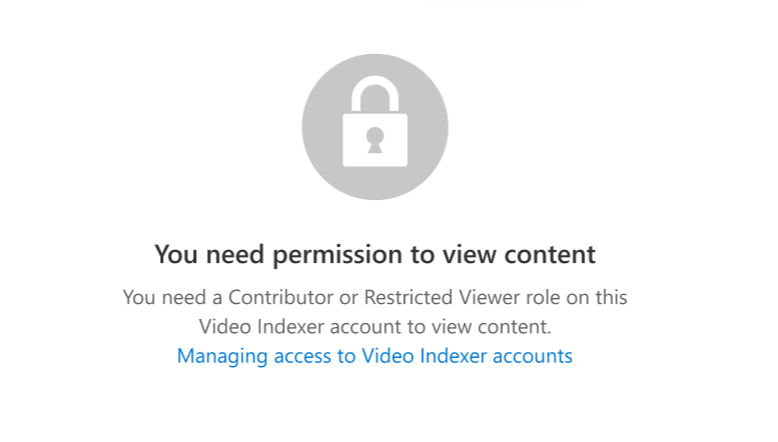 You need permission to view content
You need a Contributor or Restricted Viewer role on this
Video Indexer account to view content.
Managing access to Video Indexer accounts